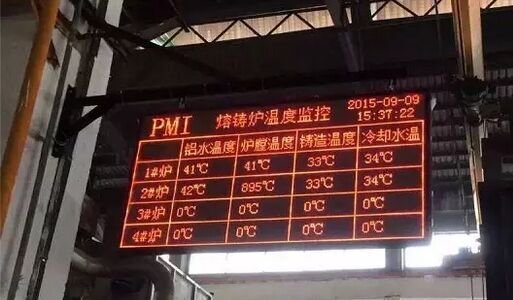 PMI 熔铸炉温度监控 2015-09-09
15:37:22
铝水温度 炉膛温度 铸造温度 冷却水温
1#炉 41℃ 41℃ 33℃ 34℃
2#炉 42℃ 895℃ 33℃ 34℃
3#炉 0℃ 0℃ 0℃ 0℃
4#炉 0℃ 0℃ 0℃ 0℃